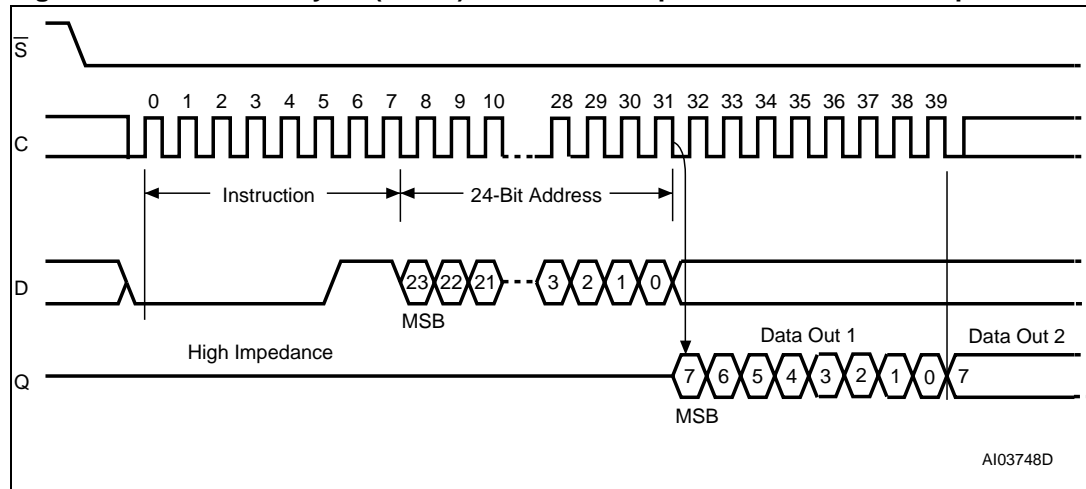 S
0 1 2 3 4 5 6 7 8 9 10 28 29 30 31 32 33 34 35 36 37 38 39
C
Instruction 24-Bit Address
D
23 22 21 3 2 1 0
MSB
Data Out 1 Data Out 2
High Impedance
Q
7 6 5 4 3 2 1 0 7
MSB
AI03748D